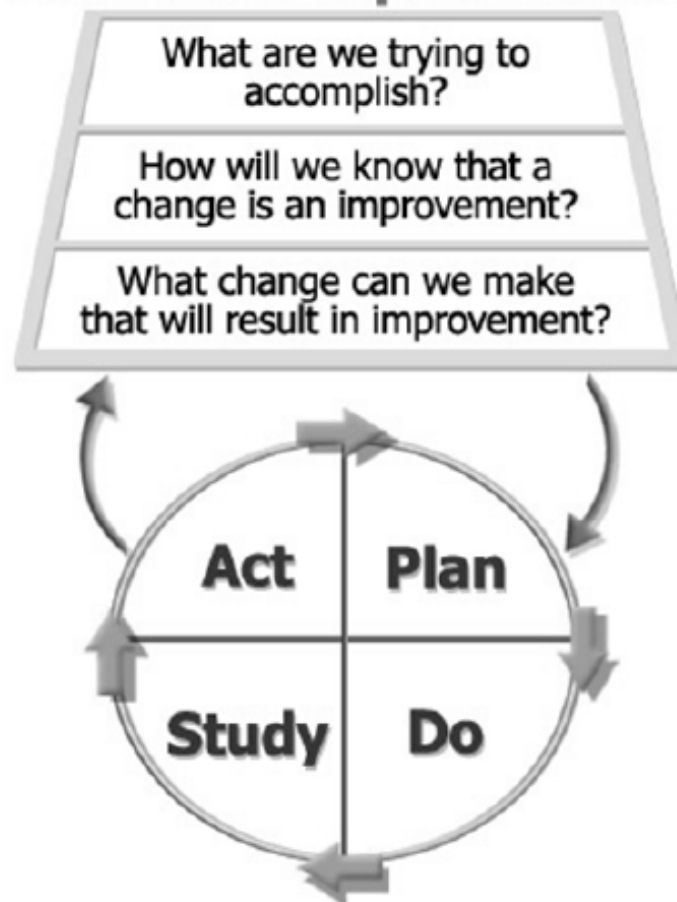 What are we trying to
accomplish?
How will we know that a
change is an improvement?
What change can we make
that will result in improvement?
Act
Plan
Study
Do